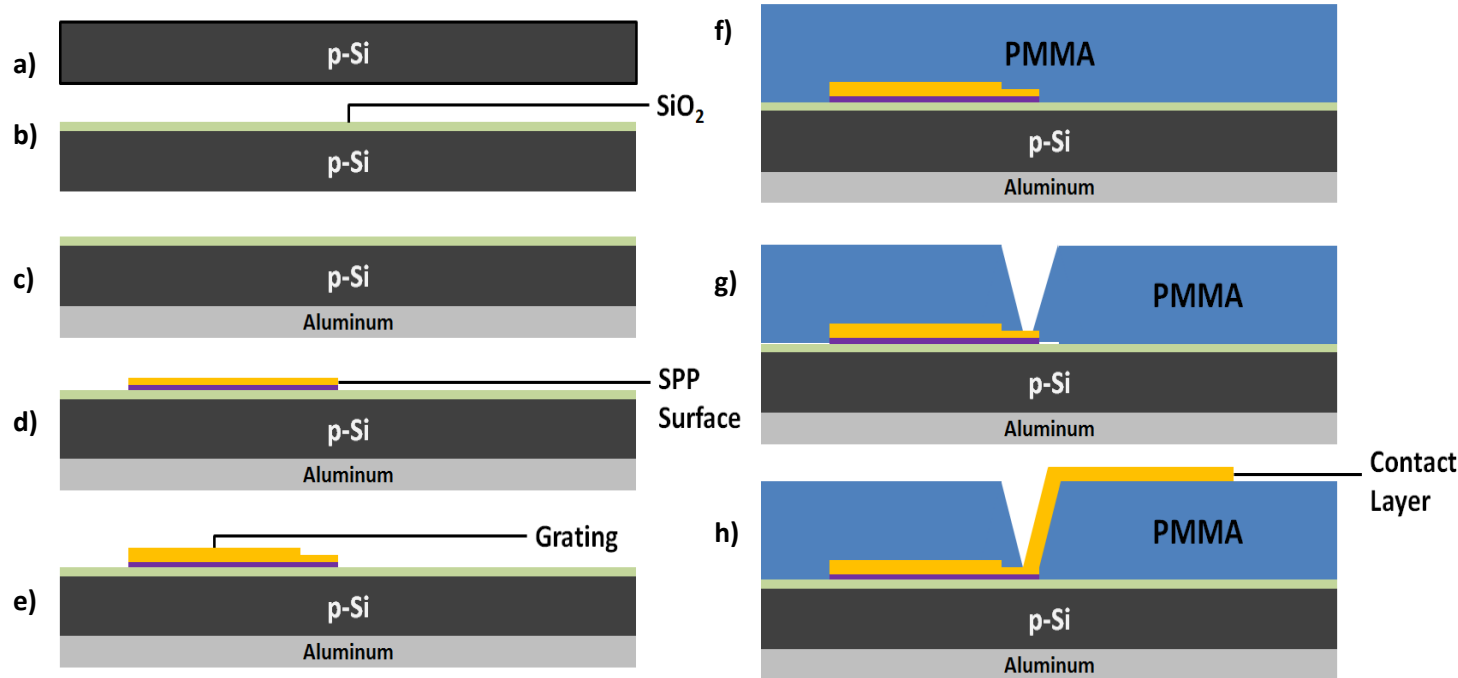 a)
p-Si
b)
SiO₂
p-Si
c)
p-Si
Aluminum
d)
SPP
Surface
p-Si
Aluminum
e)
Grating
p-Si
Aluminum
f)
PMMA
p-Si
Aluminum
g)
PMMA
p-Si
Aluminum
h)
Contact
Layer
PMMA
p-Si
Aluminum